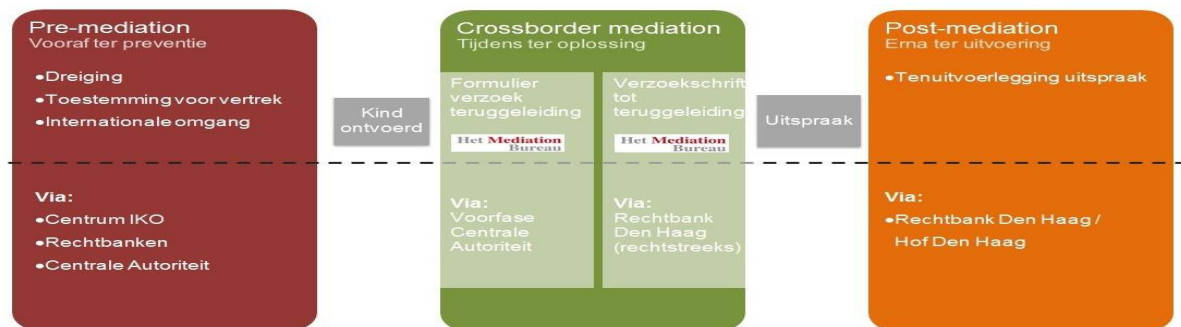 Pre-mediation
Vooraf ter preventie
•Dreiging
•Toestemming voor vertrek
•Internationale omgang
Via:
•Centrum IKO
•Rechtbanken
•Centrale Autoriteit
Kind
ontvoerd
Crossborder mediation
Tijdens ter oplossing
Formulier
verzoek
teruggeleiding
Het Mediation
Bureau
Via:
Voorfase
Centrale
Autoriteit
Verzoekschrift
tot
teruggeleiding
Het Mediation
Bureau
Via:
Rechtbank
Den Haag
(rechtstreeks)
Uitspraak
Post-mediation
Erna ter uitvoering
•Tenuitvoerlegging uitspraak
Via:
•Rechtbank Den Haag /
Hof Den Haag